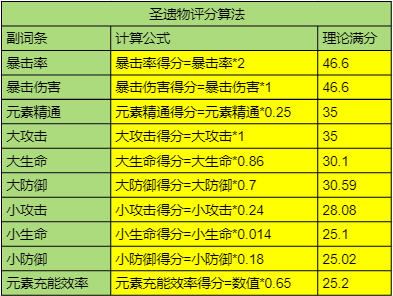 圣遗物评分算法
副词条 计算公式 理论满分
暴击率 暴击率得分=暴击率*2 46.6
暴击伤害 暴击伤害得分=暴击伤害*1 46.6
元素精通 元素精通得分=元素精通*0.25 35
大攻击 大攻击得分=大攻击*1 35
大生命 大生命得分=大生命*0.86 30.1
大防御 大防御得分=大防御*0.7 30.59
小攻击 小攻击得分=小攻击*0.24 28.08
小生命 小生命得分=小生命*0.014 25.1
小防御 小防御得分=小防御*0.18 25.02
元素充能效率 元素充能效率得分=数值*0.65 25.2